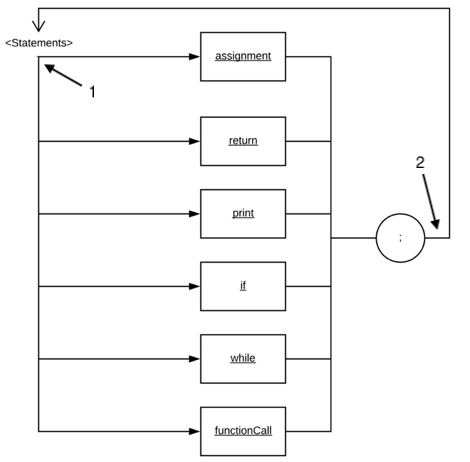 <Statements>
assignment
1
return
2
print
;
if
while
functionCall